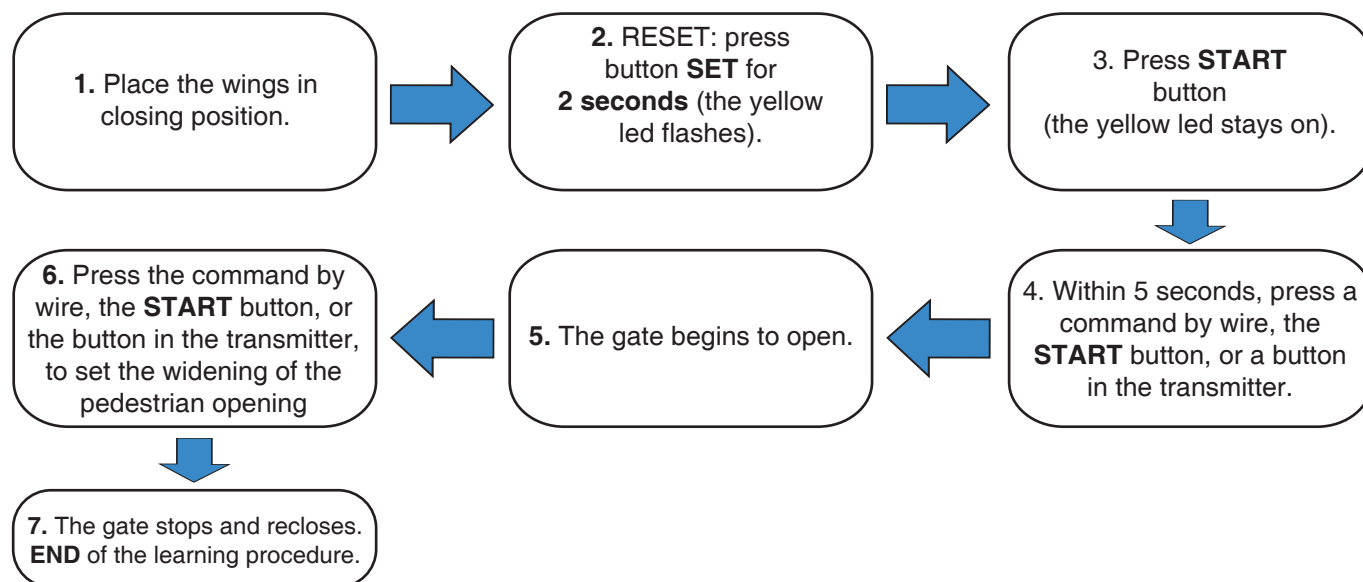 1. Place the wings in
closing position.
2. RESET: press
button SET for
2 seconds (the yellow
led flashes).
3. Press START
button
(the yellow led stays on).
4. Within 5 seconds, press a
command by wire, the
START button, or a button
in the transmitter.
5. The gate begins to open.
6. Press the command by
wire, the START button, or
the button in the transmitter,
to set the widening of the
pedestrian opening
7. The gate stops and recloses.
END of the learning procedure.